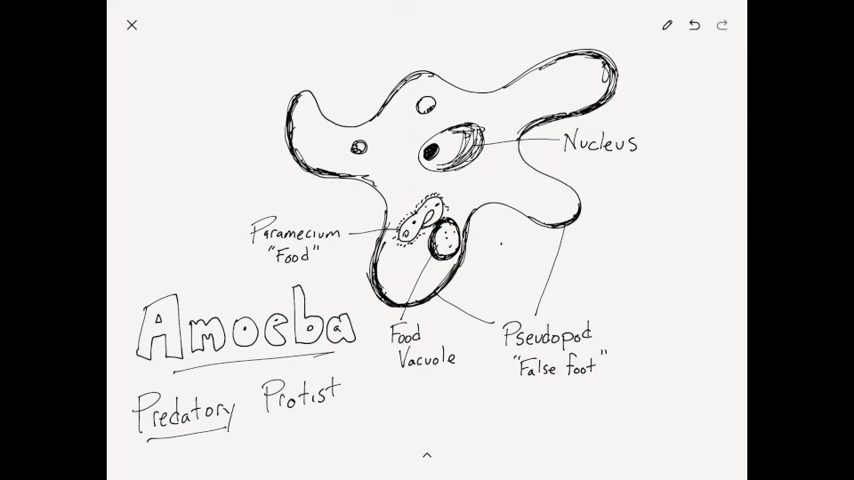 Nucleus
Paramecium
"Food"
Amoeba
Food
Vacuole
Pseudopod
"False foot"
Predatory Protist